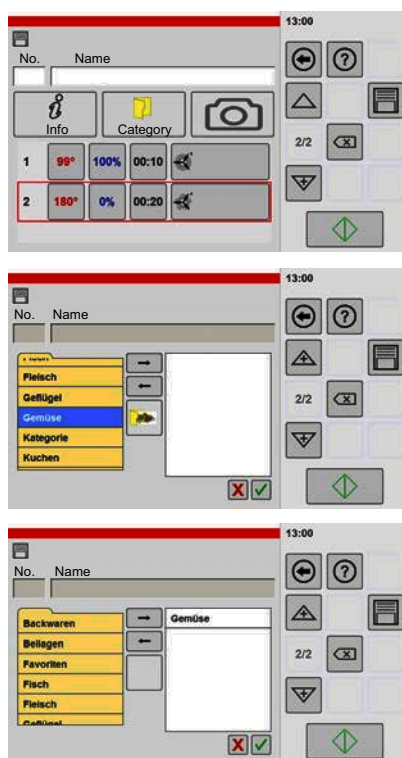 13:00
No. Name
Info Category
1 99° 100% 00:10
2 180° 0% 00:20
2/2
13:00
No. Name
Fleisch
Geflügel
Gemüse
Kategorie
Kuchen
2/2
13:00
No. Name
Backwaren
Beilagen
Favoriten
Fisch
Fleisch
Geflügel
Gemüse
2/2